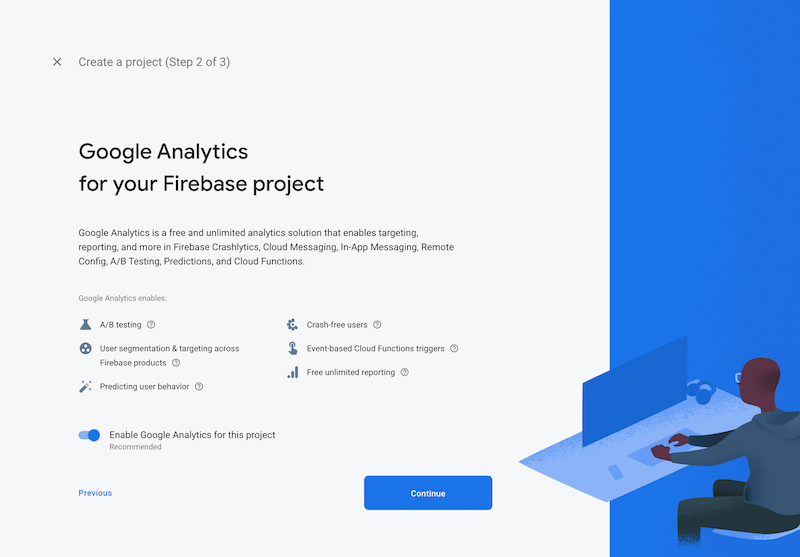 Create a project (Step 2 of 3)
Google Analytics
for your Firebase project
Google Analytics is a free and unlimited analytics solution that enables targeting,
reporting, and more in Firebase Crashlytics, Cloud Messaging, In-App Messaging, Remote
Config, A/B Testing, Predictions, and Cloud Functions.
Google Analytics enables:
A/B testing
User segmentation & targeting across
Firebase products
Predicting user behavior
Crash-free users
Event-based Cloud Functions triggers
Free unlimited reporting
Enable Google Analytics for this project
Recommended
Previous
Continue